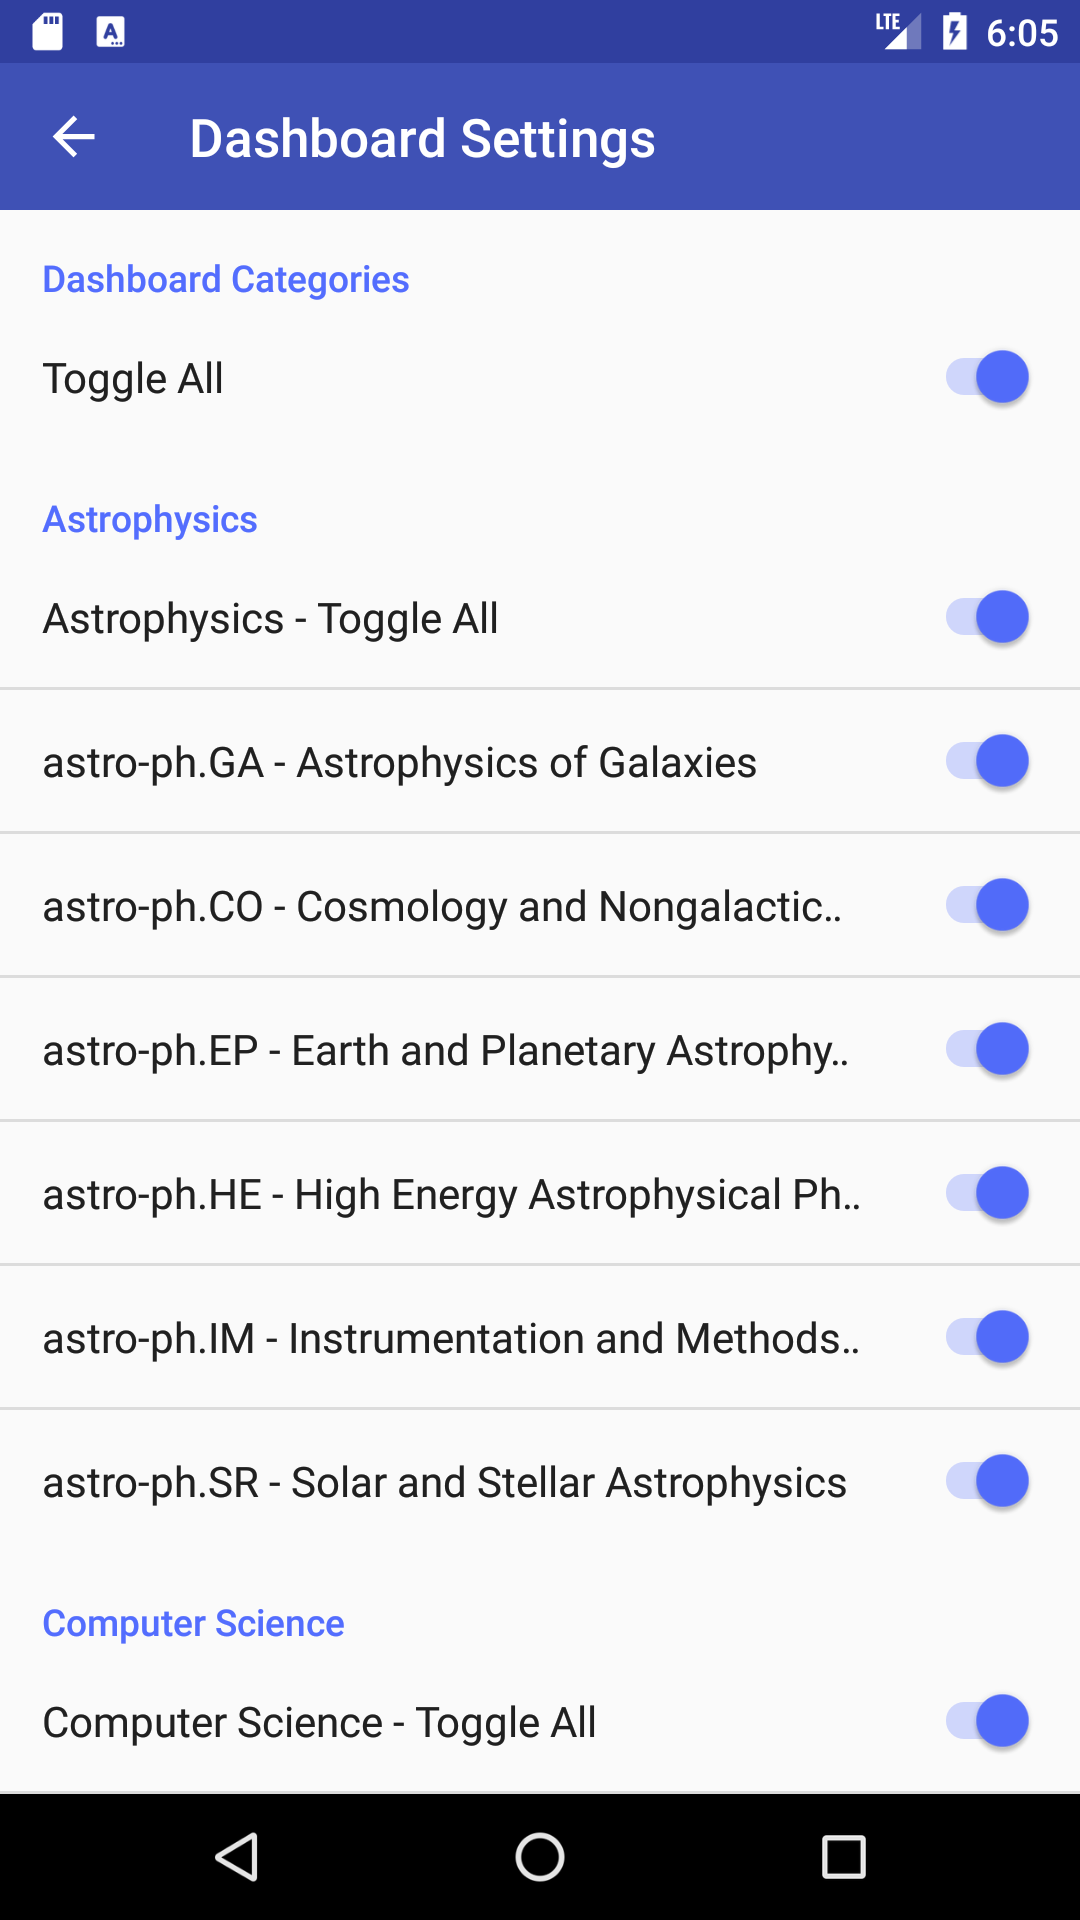 LTE 6:05
Dashboard Settings
Dashboard Categories
Toggle All
Astrophysics
Astrophysics - Toggle All
astro-ph.GA - Astrophysics of Galaxies
astro-ph.CO - Cosmology and Nongalactic..
astro-ph.EP - Earth and Planetary Astrophy..
astro-ph.HE - High Energy Astrophysical Ph..
astro-ph.IM - Instrumentation and Methods..
astro-ph.SR - Solar and Stellar Astrophysics
Computer Science
Computer Science - Toggle All